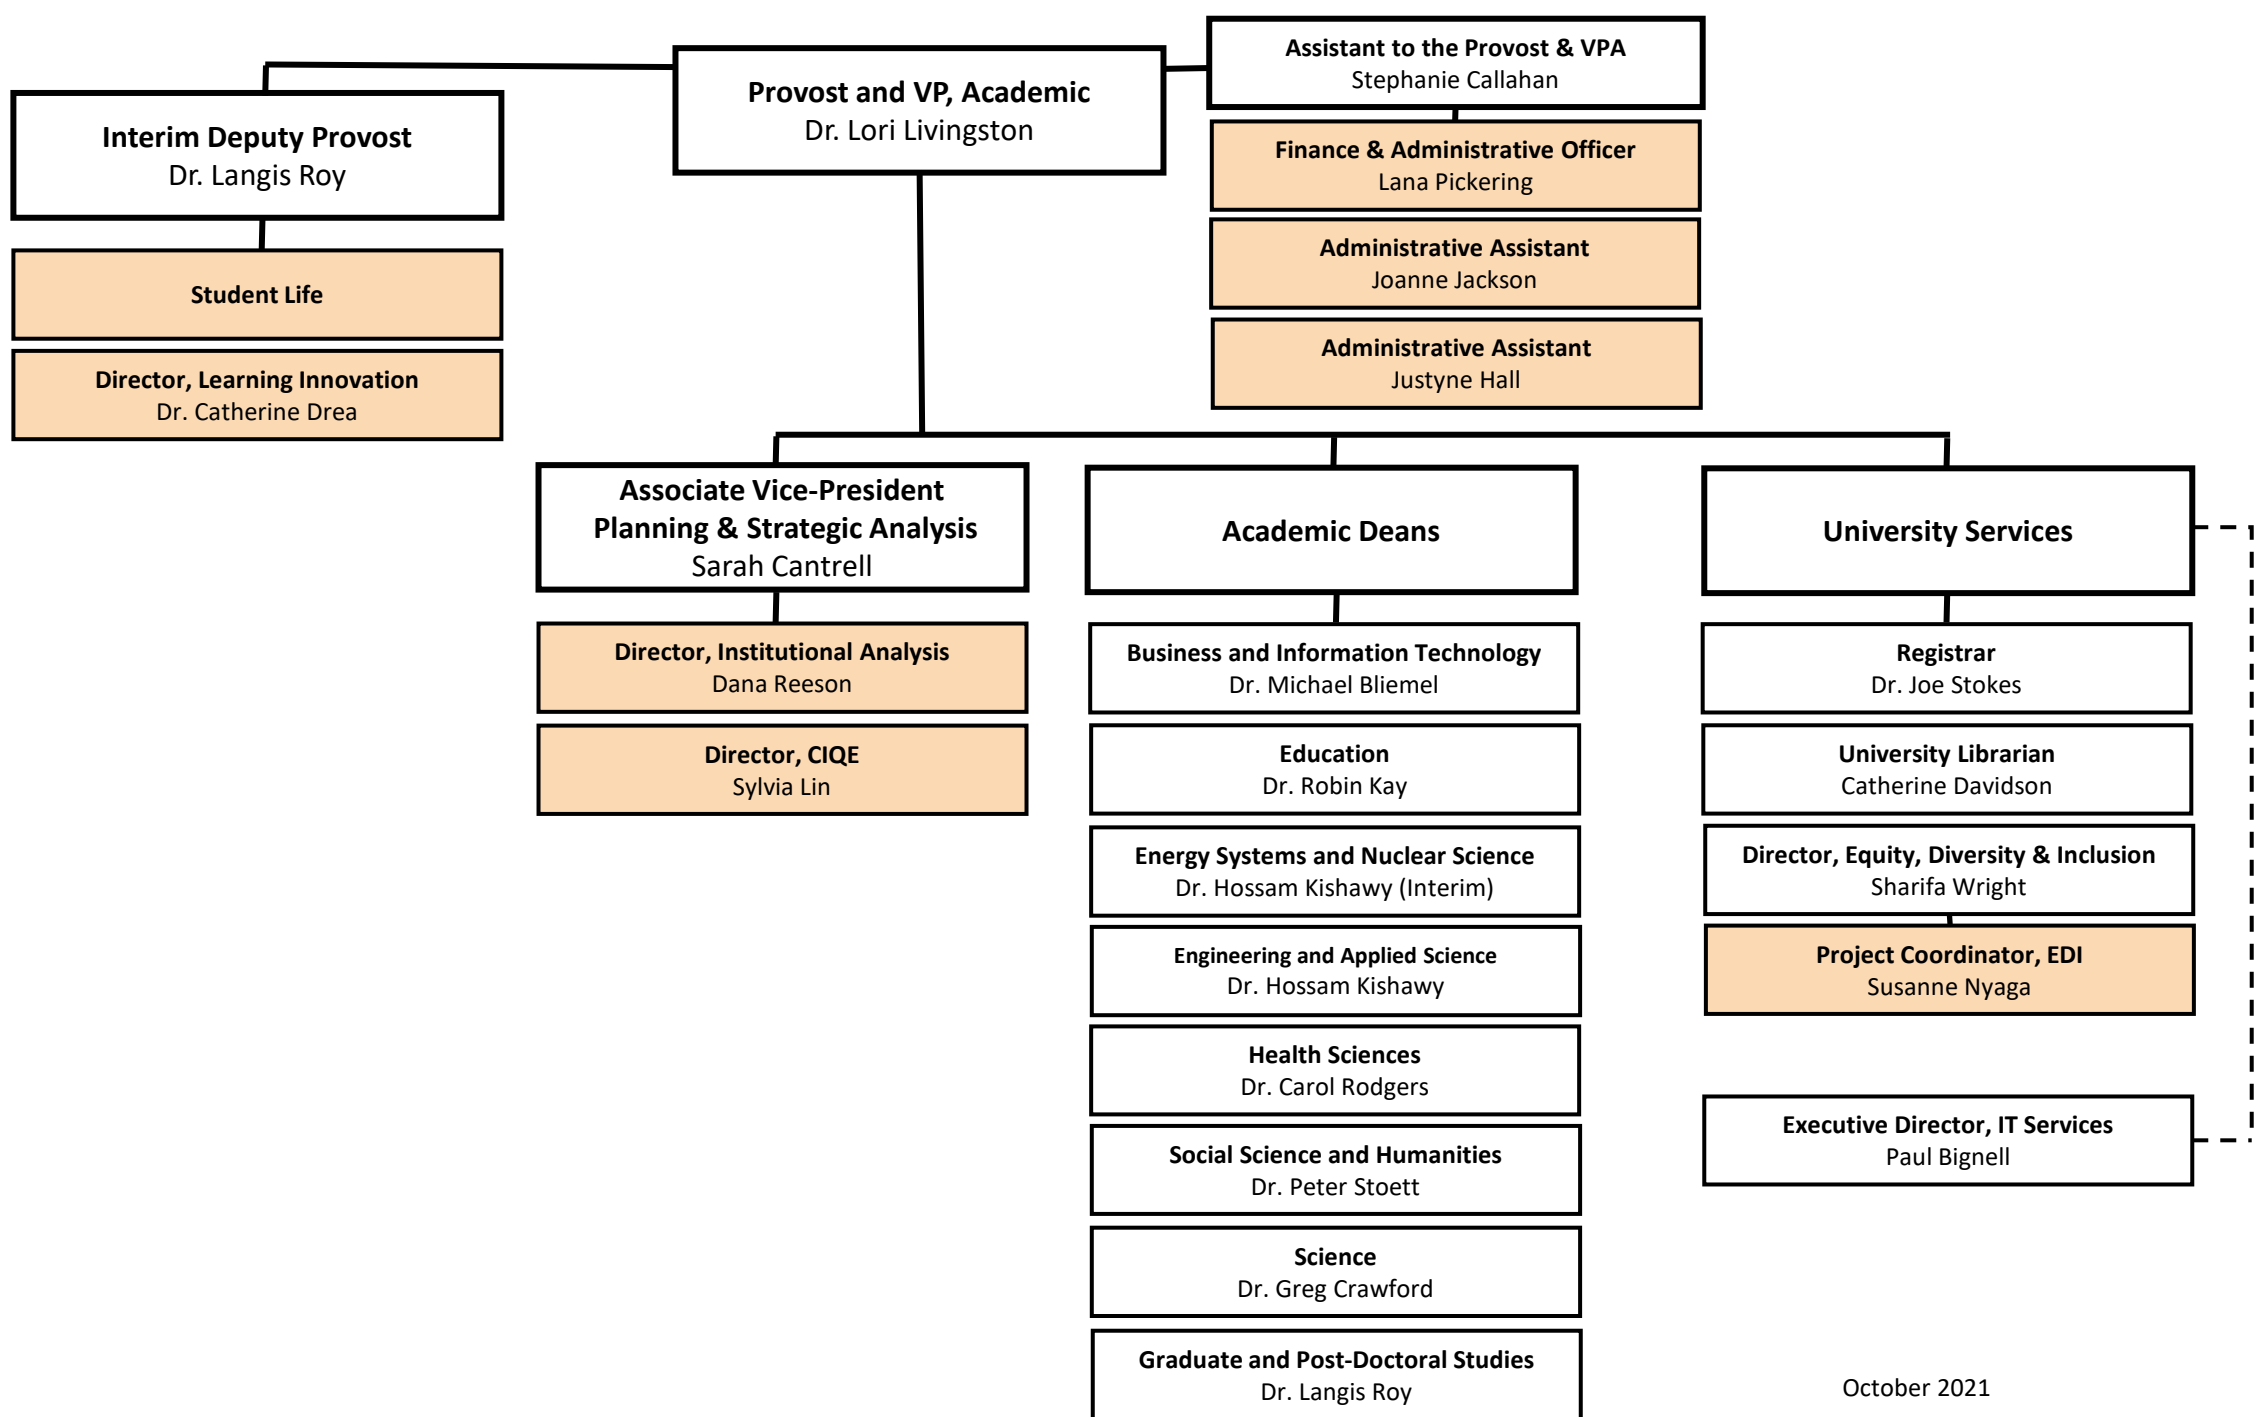 Assistant to the Provost & VPA
Stephanie Callahan
Provost and VP, Academic
Dr. Lori Livingston
Interim Deputy Provost
Dr. Langis Roy
Finance & Administrative Officer
Lana Pickering
Administrative Assistant
Joanne Jackson
Student Life
Administrative Assistant
Justyne Hall
Director, Learning Innovation
Dr. Catherine Drea
Associate Vice-President
Planning & Strategic Analysis
Sarah Cantrell
Director, Institutional Analysis
Dana Reeson
Director, CIQE
Sylvia Lin
Academic Deans
Business and Information Technology
Dr. Michael Bliemel
Education
Dr. Robin Kay
Energy Systems and Nuclear Science
Dr. Hossam Kishawy (Interim)
Engineering and Applied Science
Dr. Hossam Kishawy
Health Sciences
Dr. Carol Rodgers
Social Science and Humanities
Dr. Peter Stoett
Science
Dr. Greg Crawford
Graduate and Post-Doctoral Studies
Dr. Langis Roy
University Services
Registrar
Dr. Joe Stokes
University Librarian
Catherine Davidson
Director, Equity, Diversity & Inclusion
Sharifa Wright
Project Coordinator, EDI
Susanne Nyaga
Executive Director, IT Services
Paul Bignell
October 2021